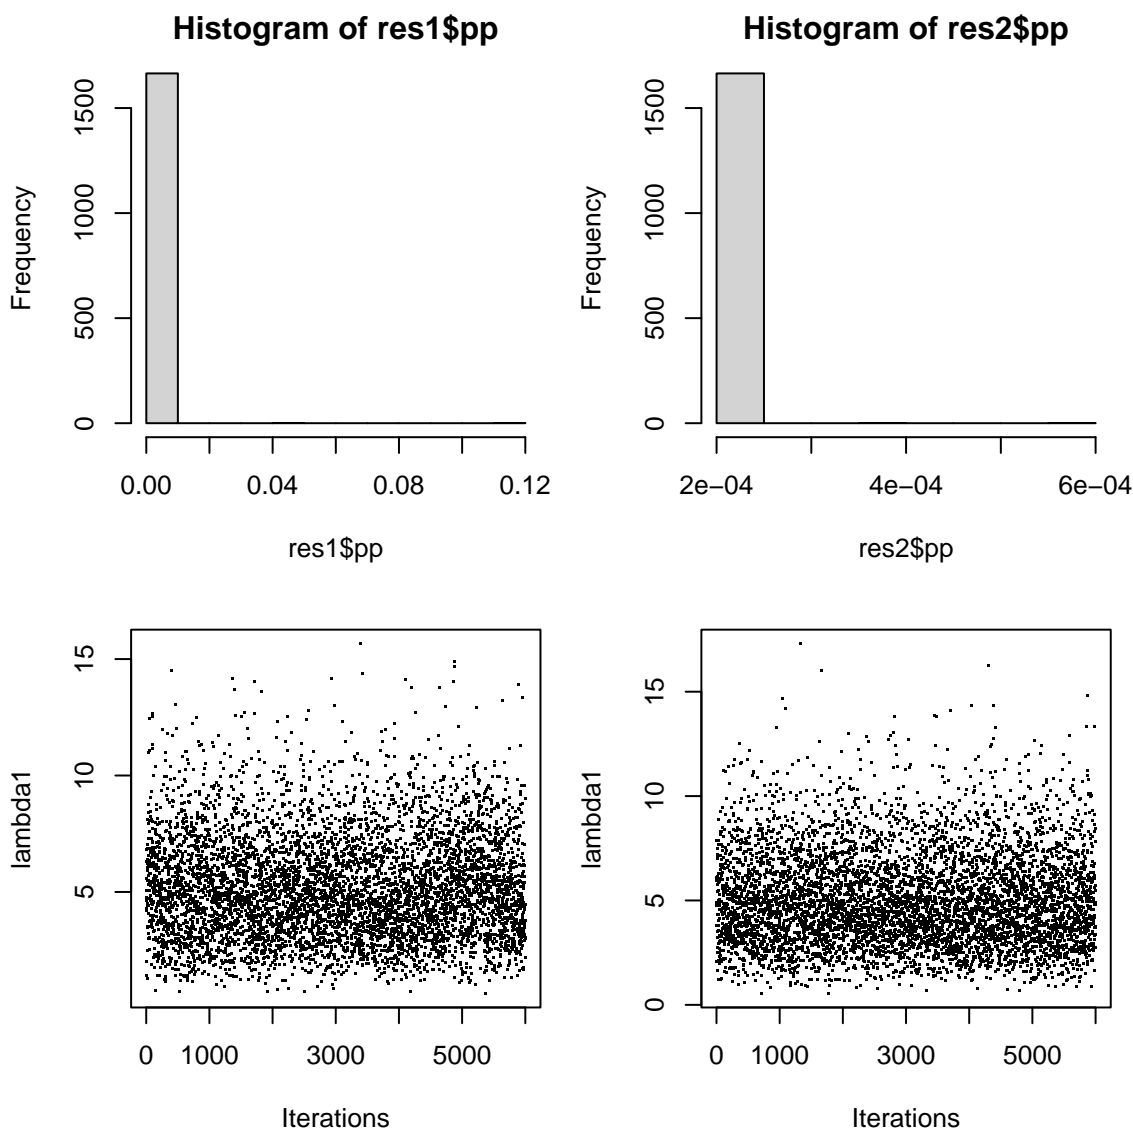 Histogram of res1$pp
Frequency
0 500 1000 1500
0.00 0.04 0.08 0.12
res1$pp
Histogram of res2$pp
Frequency
0 500 1000 1500
2e−04 4e−04 6e−04
res2$pp
lambda1
5 10 15
0 1000 3000 5000
Iterations
lambda1
0 5 10 15
0 1000 3000 5000
Iterations